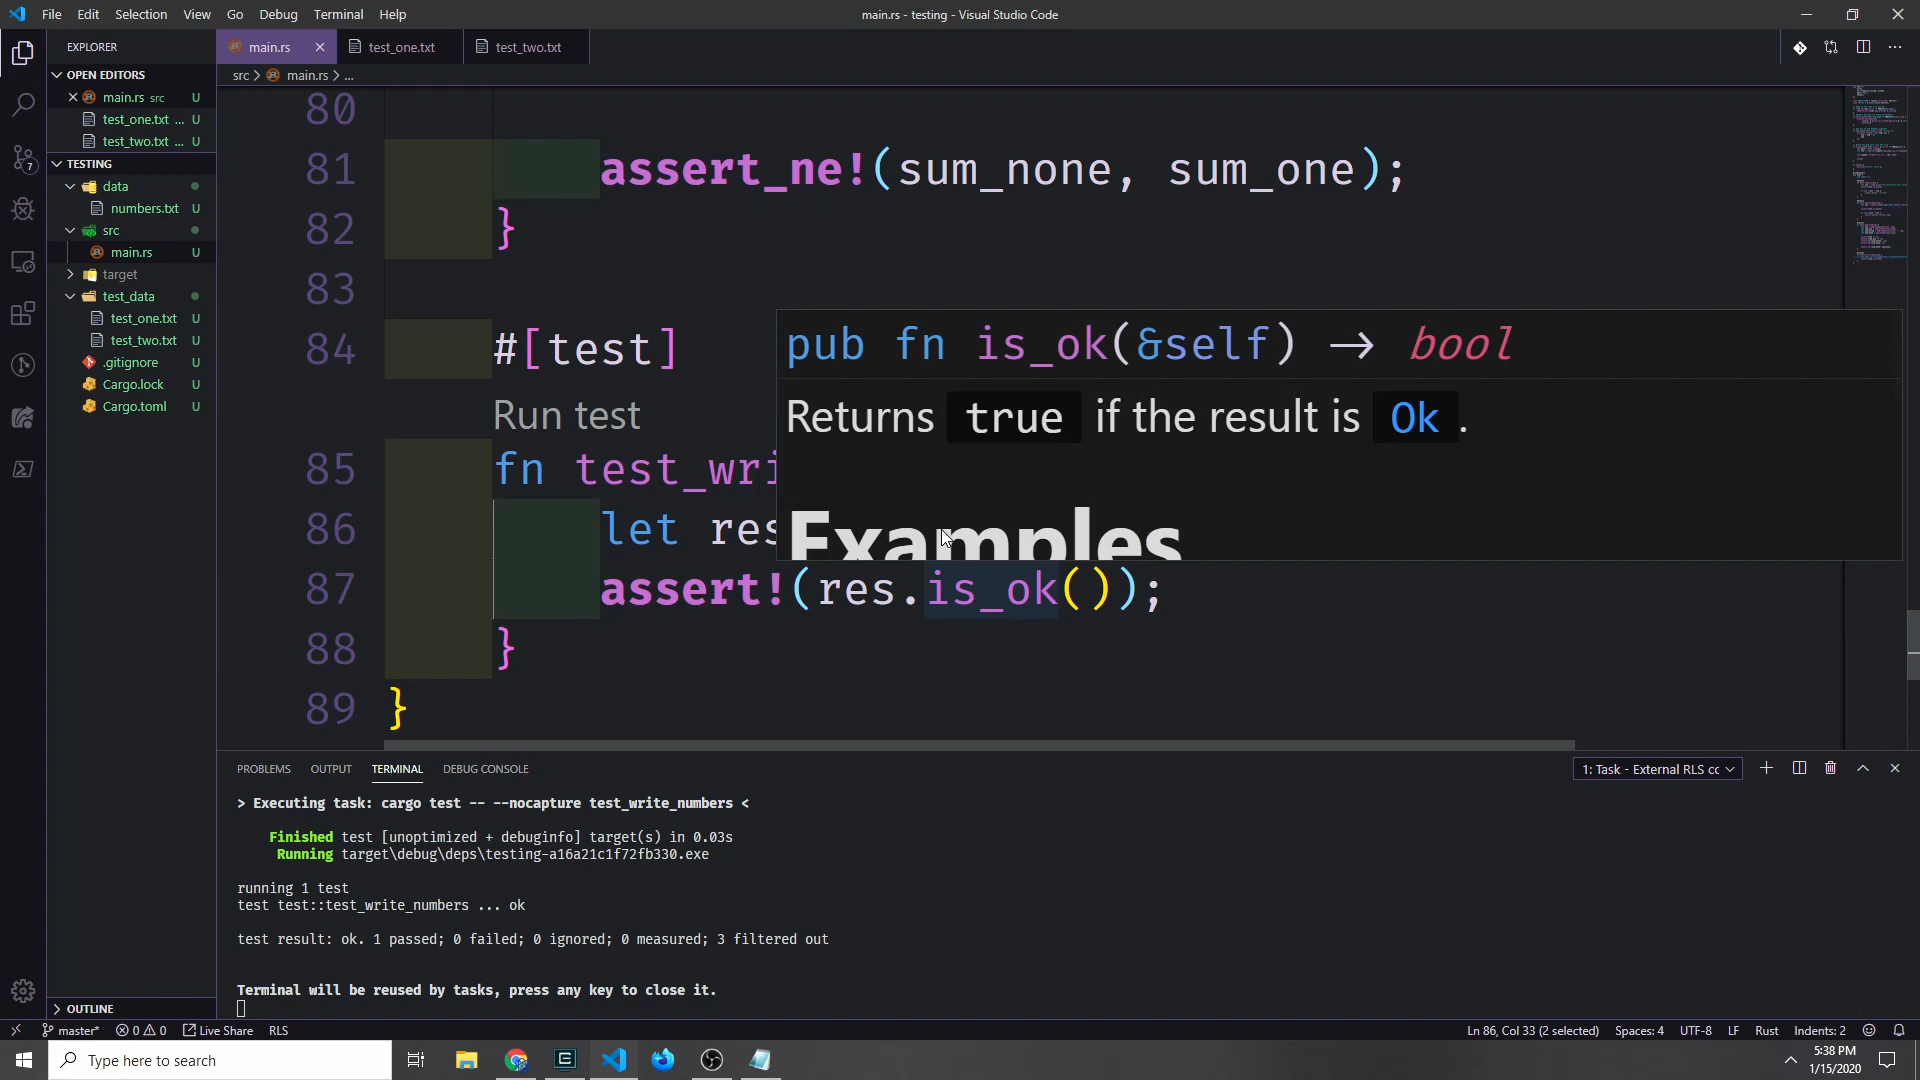 File Edit Selection View Go Debug Terminal Help
main.rs - testing - Visual Studio Code
EXPLORER
main.rs
test_one.txt
test_two.txt
OPEN EDITORS
main.rs src U
test_one.txt ... U
test_two.txt ... U
TESTING
data
numbers.txt U
src
main.rs U
target
test_data
test_one.txt U
test_two.txt U
.gitignore U
Cargo.lock U
Cargo.toml U
OUTLINE
7
src > main.rs > ...
80
81 assert_ne!(sum_none, sum_one);
82 }
83
84 #[test]
Run test
85 fn test_wri
86 let res
87 assert!(res.is_ok());
88 }
89 }
pub fn is_ok(&self) → bool
Returns true if the result is Ok.
Examples
PROBLEMS OUTPUT TERMINAL DEBUG CONSOLE
1: Task - External RLS cc
> Executing task: cargo test -- --nocapture test_write_numbers <
Finished test [unoptimized + debuginfo] target(s) in 0.03s
Running target\debug\deps\testing-a16a21c1f72fb330.exe
running 1 test
test test::test_write_numbers ... ok
test result: ok. 1 passed; 0 failed; 0 ignored; 0 measured; 3 filtered out
Terminal will be reused by tasks, press any key to close it.
master* 0 0 Live Share RLS
Ln 86, Col 33 (2 selected) Spaces: 4 UTF-8 LF Rust Indents: 2
Type here to search
5:38 PM
1/15/2020